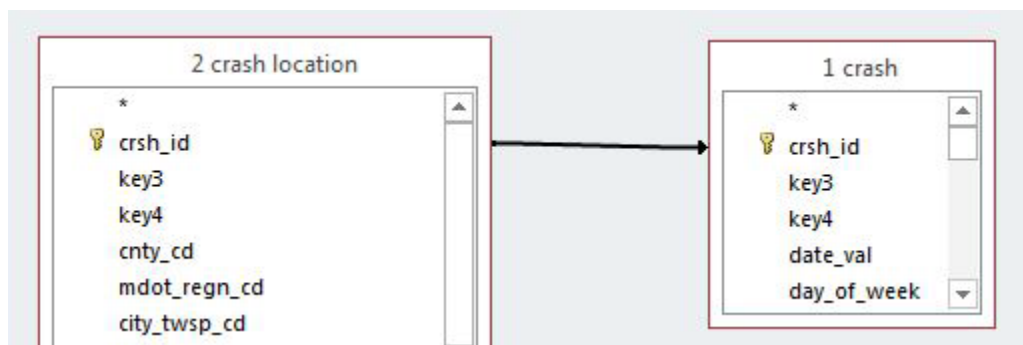 2 crash location
*
crsh_id
key3
key4
cnty_cd
mdot_regn_cd
city_twsp_cd
1 crash
*
crsh_id
key3
key4
date_val
day_of_week